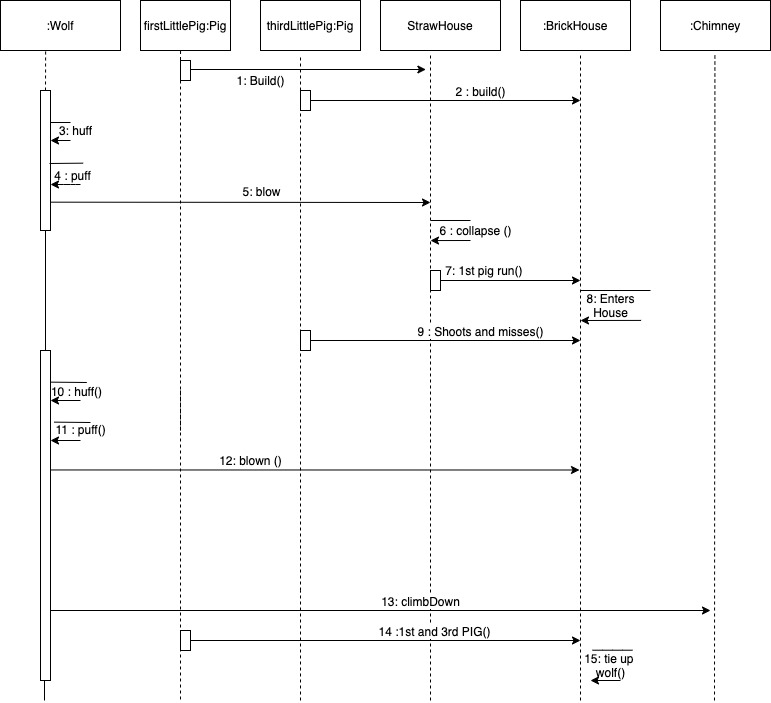 :Wolf
firstLittlePig:Pig
thirdLittlePig:Pig
StrawHouse
:BrickHouse
:Chimney
1: Build()
2 : build()
3: huff
4 : puff
5: blow
6 : collapse ()
7: 1st pig run()
8: Enters
House
9 : Shoots and misses()
10 : huff()
11 : puff()
12: blown ()
13: climbDown
14 :1st and 3rd PIG()
15: tie up
wolf()